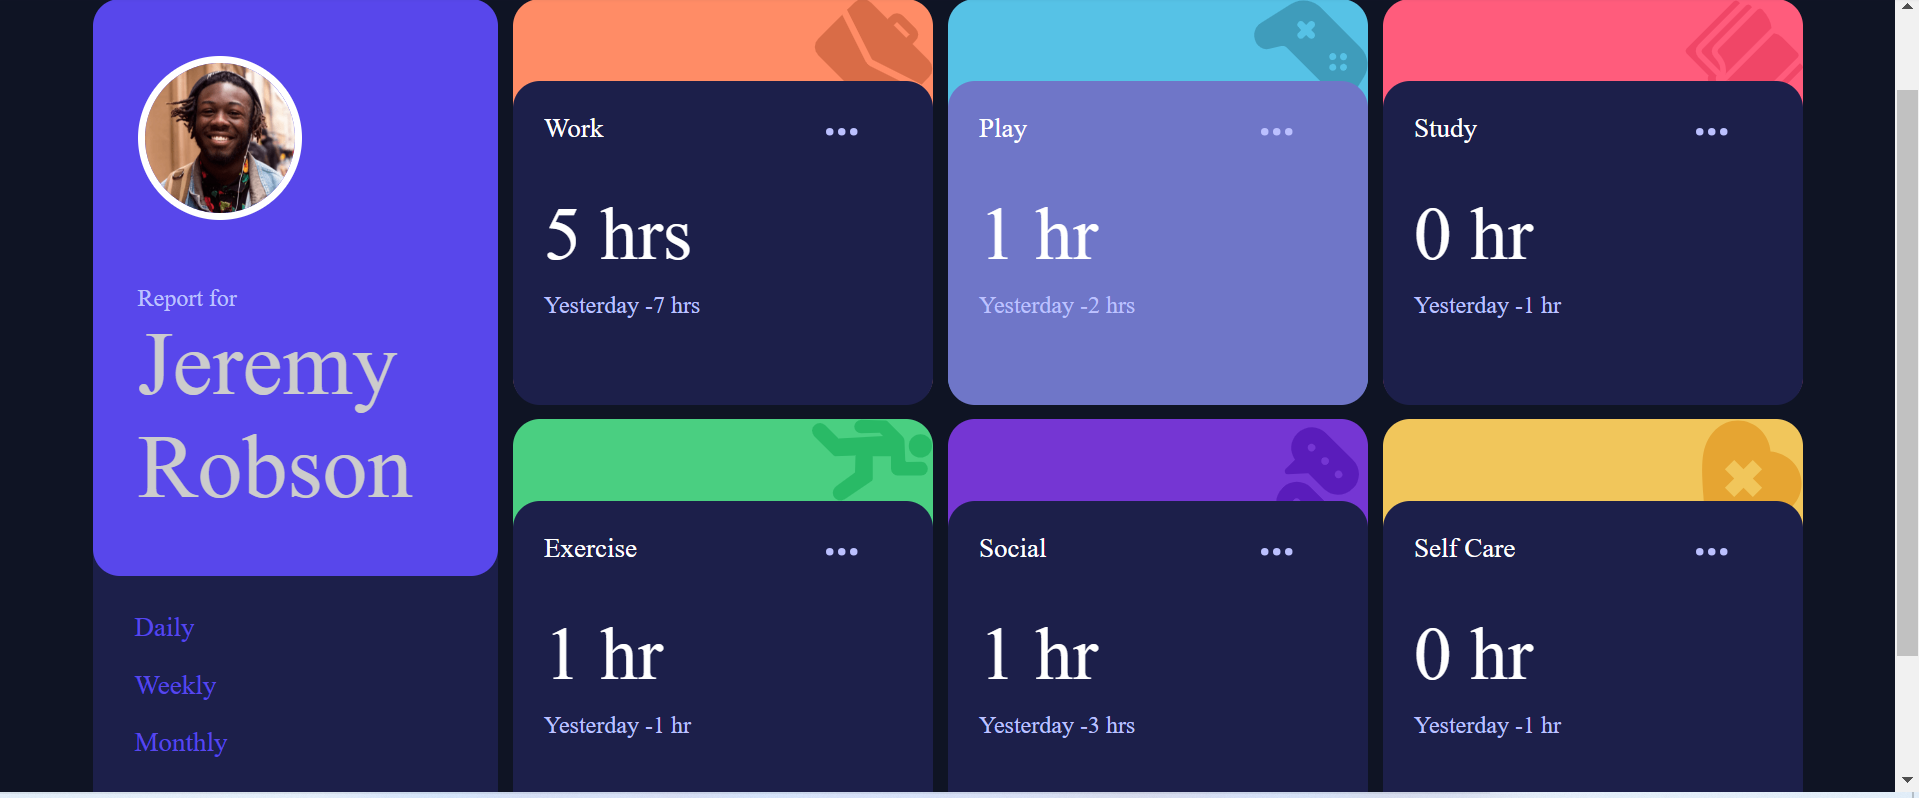 Report for
Jeremy
Robson
Daily
Weekly
Monthly
Work
5 hrs
Yesterday -7 hrs
Play
1 hr
Yesterday -2 hrs
Study
0 hr
Yesterday -1 hr
Exercise
1 hr
Yesterday -1 hr
Social
1 hr
Yesterday -3 hrs
Self Care
0 hr
Yesterday -1 hr